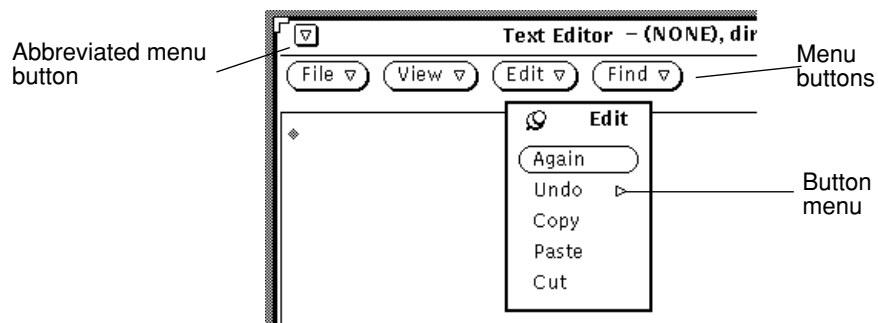 Abbreviated menu
button
Text Editor – (NONE), dir
File View Edit Find
Menu
buttons
Edit
Again
Undo
Copy
Paste
Cut
Button
menu